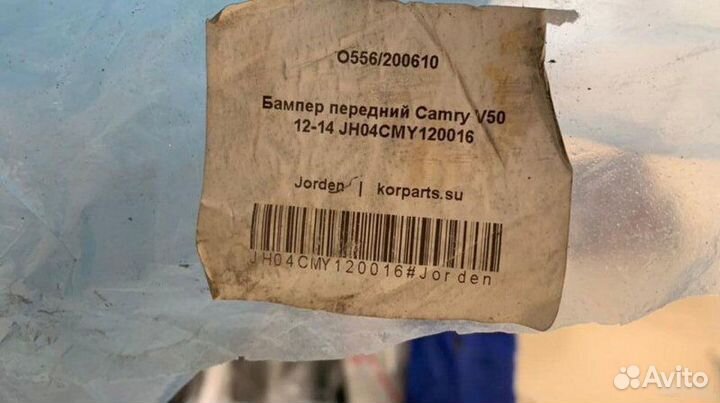 O556/200610
Бампер передний Camry V50
12-14 JH04CMY120016
Jorden | korparts.su
JH04CMY120016#Jorden
Avito